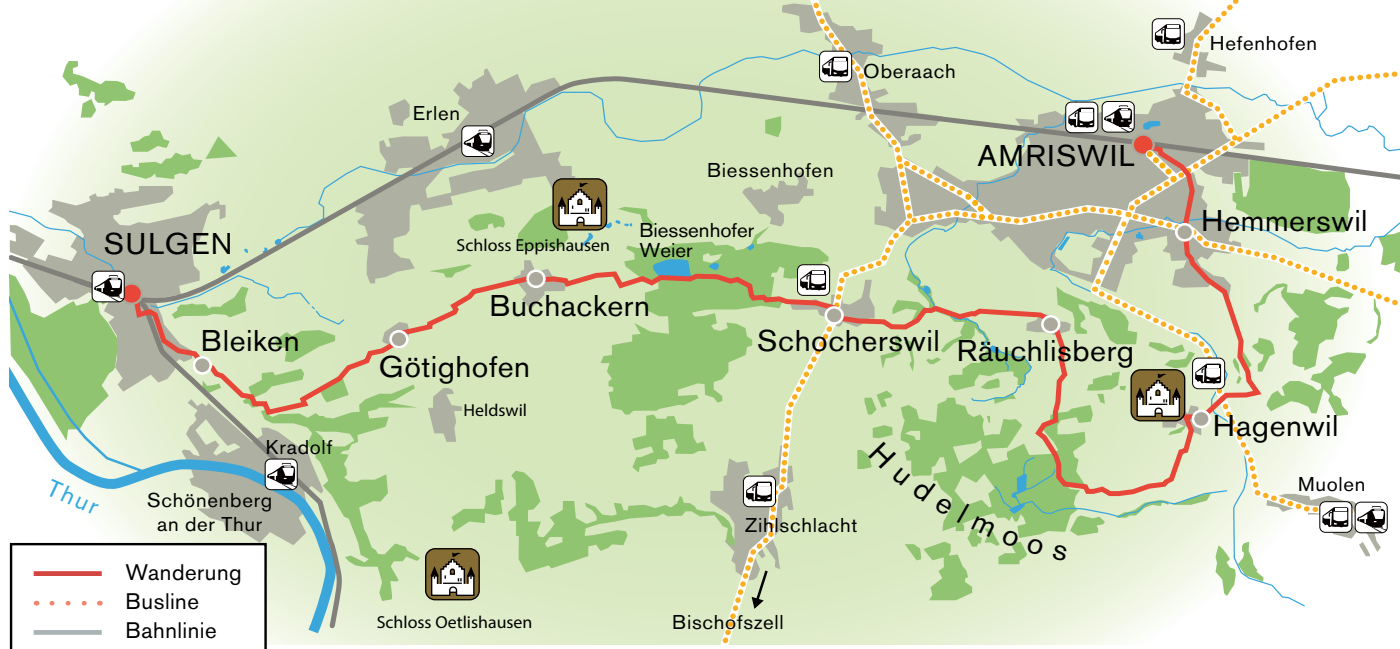 Hefenhofen
Oberaach
Erlen
AMRISWIL
Biessenhofen
Hemmerswil
SULGEN
Schloss Eppishausen
Biessenhofer
Weier
Buchackern
Bleiken
Schocherswil
Räuchlisberg
Götighofen
Heldswil
Hagenwil
Kradolf
Hudelmoos
Thur
Schönenberg
an der Thur
Muolen
Zihlschlacht
Wanderung
Busline
Bahnlinie
Schloss Oetlishausen
Bischofszell